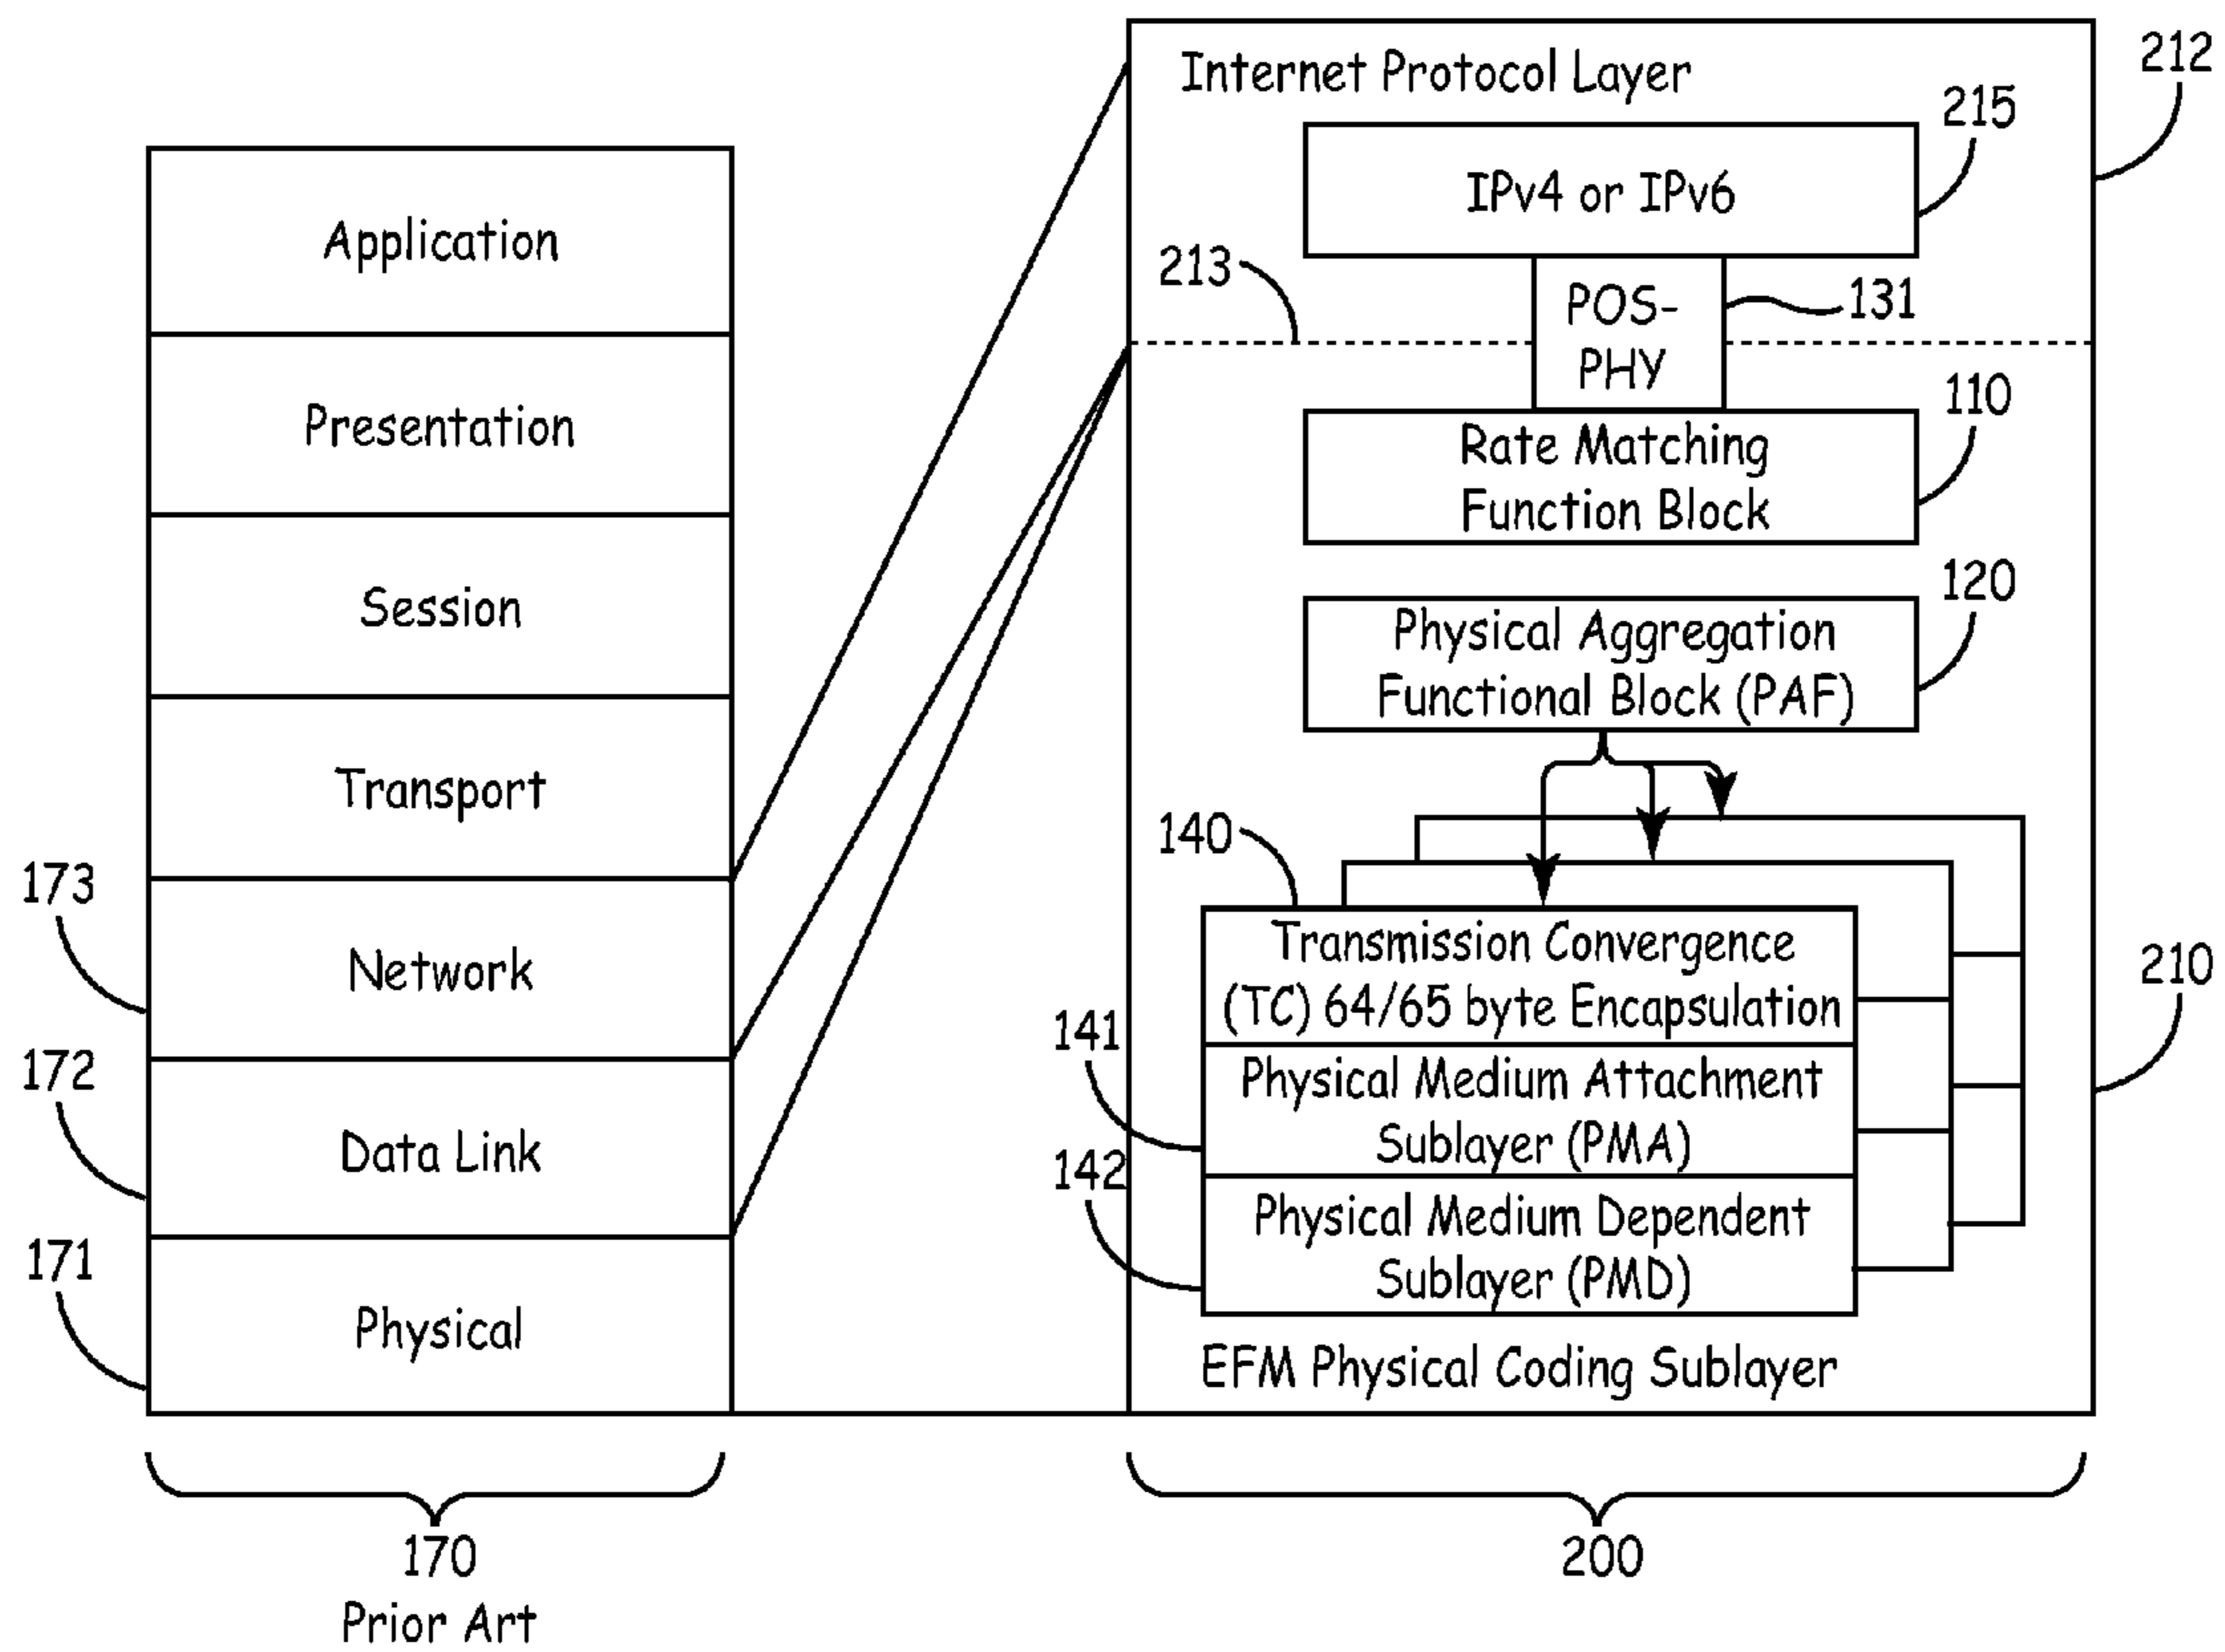 Application
Presentation
Session
Transport
173
Network
172
Data Link
171
Physical
170
Prior Art
Internet Protocol Layer
212
215
IPv4 or IPv6
213
POS-
PHY
131
110
Rate Matching
Function Block
120
Physical Aggregation
Functional Block (PAF)
140
Transmission Convergence
(TC) 64/65 byte Encapsulation
210
141
Physical Medium Attachment
Sublayer (PMA)
142
Physical Medium Dependent
Sublayer (PMD)
EFM Physical Coding Sublayer
200